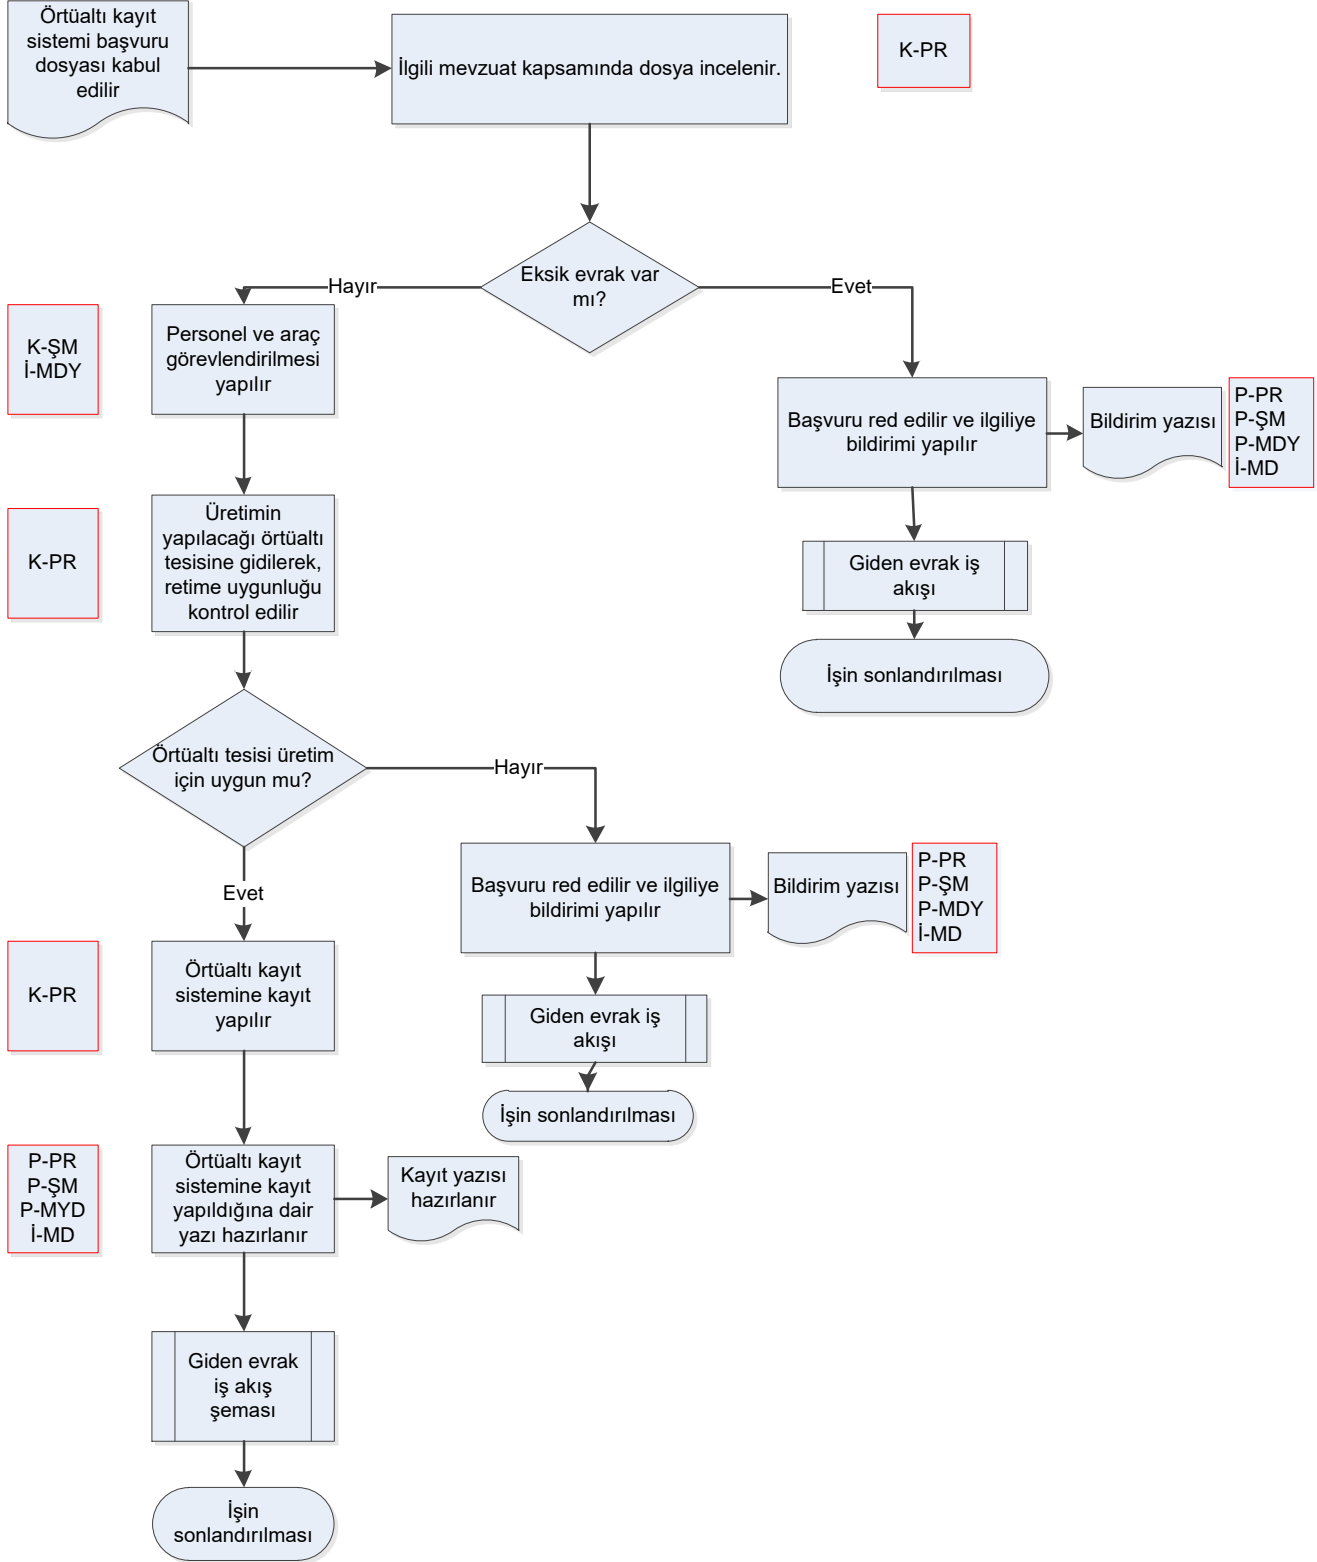 Örtüaltı kayıt
sistemi başvuru
dosyası kabul
edilir
İlgili mevzuat kapsamında dosya incelenir.
K-PR
Eksik evrak var
mı?
Hayır
Evet
K-ŞM
İ-MDY
Personel ve araç
görevlendirilmesi
yapılır
Başvuru red edilir ve ilgiliye
bildirimi yapılır
Bildirim yazısı
P-PR
P-ŞM
P-MDY
İ-MD
K-PR
Üretimin
yapılacağı örtüaltı
tesisine gidilerek,
retime uygunluğu
kontrol edilir
Giden evrak iş
akışı
İşin sonlandırılması
Örtüaltı tesisi üretim
için uygun mu?
Hayır
Evet
Başvuru red edilir ve ilgiliye
bildirimi yapılır
Bildirim yazısı
P-PR
P-ŞM
P-MDY
İ-MD
K-PR
Örtüaltı kayıt
sistemine kayıt
yapılır
Giden evrak iş
akışı
İşin sonlandırılması
P-PR
P-ŞM
P-MYD
İ-MD
Örtüaltı kayıt
sistemine kayıt
yapıldığına dair
yazı hazırlanır
Kayıt yazısı
hazırlanır
Giden evrak
iş akış
şeması
İşin
sonlandırılması